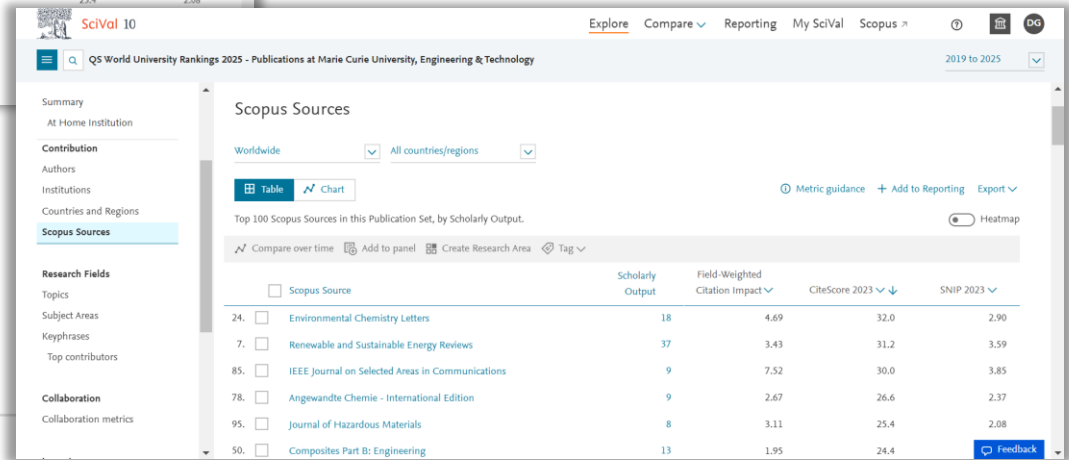 25.4 2.08
SciVal 10
Explore Compare Reporting My SciVal Scopus ↗ ? DG
QS World University Rankings 2025 - Publications at Marie Curie University, Engineering & Technology 2019 to 2025
Summary
At Home Institution
Contribution
Authors
Institutions
Countries and Regions
Scopus Sources
Research Fields
Topics
Subject Areas
Keyphrases
Top contributors
Collaboration
Collaboration metrics
Scopus Sources
Worldwide All countries/regions
Table Chart Metric guidance + Add to Reporting Export
Top 100 Scopus Sources in this Publication Set, by Scholarly Output. Heatmap
Compare over time Add to panel Create Research Area Tag
Scopus Source Scholarly Output Field-Weighted Citation Impact CiteScore 2023 ↓ SNIP 2023
24. Environmental Chemistry Letters 18 4.69 32.0 2.90
7. Renewable and Sustainable Energy Reviews 37 3.43 31.2 3.59
85. IEEE Journal on Selected Areas in Communications 9 7.52 30.0 3.85
78. Angewandte Chemie - International Edition 9 2.67 26.6 2.37
95. Journal of Hazardous Materials 8 3.11 25.4 2.08
50. Composites Part B: Engineering 13 1.95 24.4
Feedback